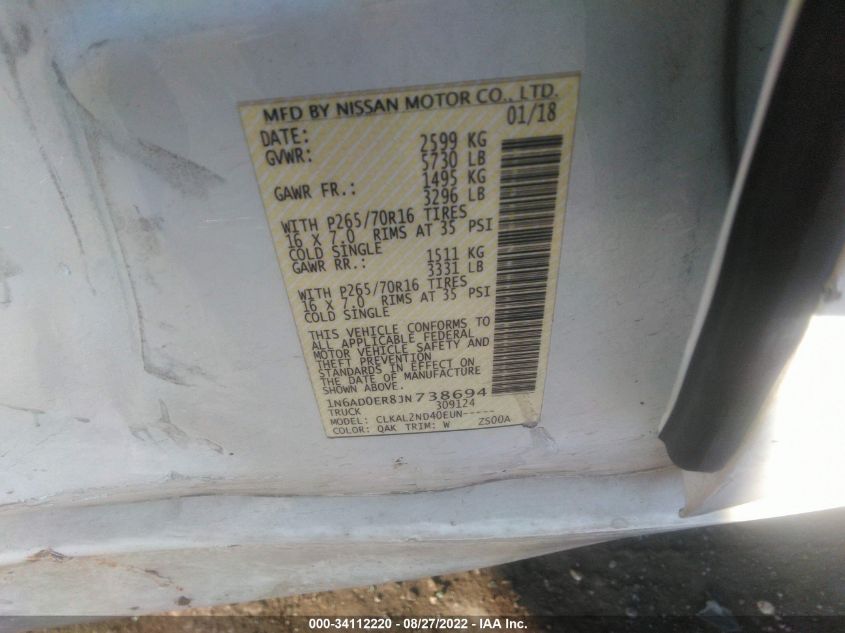 MFD BY NISSAN MOTOR CO., LTD.
DATE: 01/18
GVWR: 2599 KG
5730 LB
GAWR FR.: 1495 KG
3296 LB
WITH P265/70R16 TIRES
16 X 7.0 RIMS AT 35 PSI
COLD SINGLE
GAWR RR.: 1511 KG
3331 LB
WITH P265/70R16 TIRES
16 X 7.0 RIMS AT 35 PSI
COLD SINGLE
THIS VEHICLE CONFORMS TO
ALL APPLICABLE FEDERAL
MOTOR VEHICLE SAFETY AND
THEFT PREVENTION
STANDARDS IN EFFECT ON
THE DATE OF MANUFACTURE
SHOWN ABOVE.
1N6AD0ER8JN738694
TRUCK 309124
MODEL: CLKALZND40EUN-----
COLOR: QAK TRIM: W ZS00A
000-34112220 - 08/27/2022 - IAA Inc.